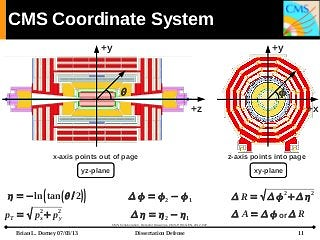 CMS Coordinate System
CMS
+y
+y
θ
ϕ
+z
+x
x-axis points out of page
z-axis points into page
yz-plane
xy-plane
η = −ln(tan(θ/2))
Δϕ = ϕ₂ − ϕ₁
ΔR = √Δϕ² + Δη²
p_T = √p_x² + p_y²
Δη = η₂ − η₁
ΔA = Δϕ or ΔR
Brian L. Dorney 07/03/13
Dissertation Defense
11